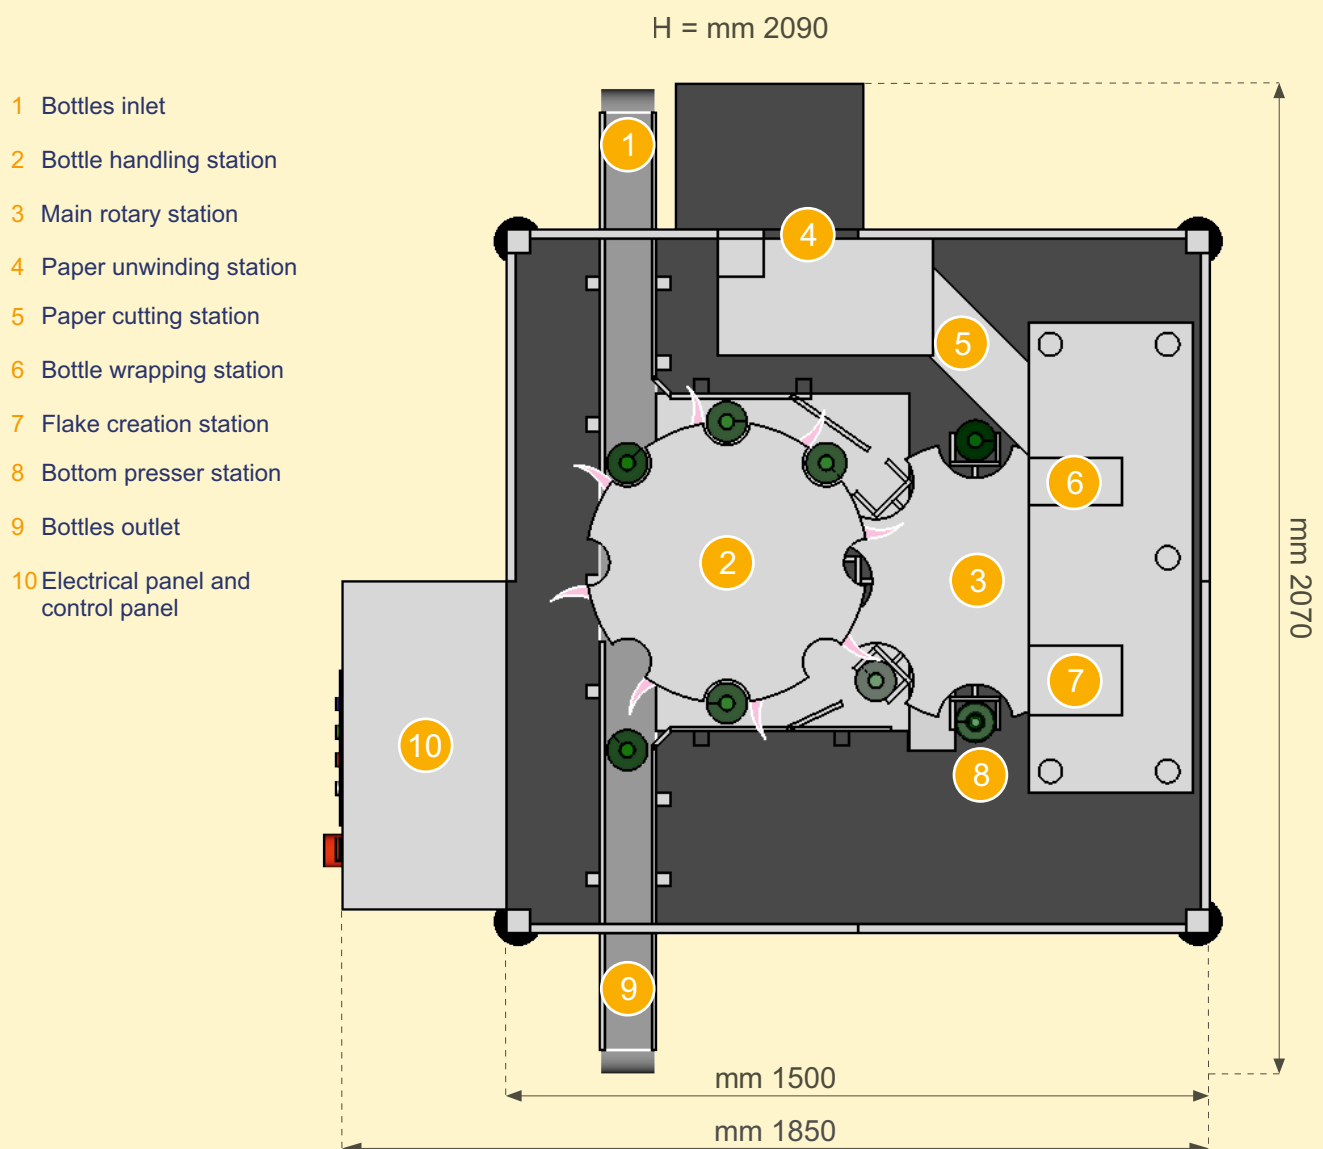 H = mm 2090
1 Bottles inlet
2 Bottle handling station
3 Main rotary station
4 Paper unwinding station
5 Paper cutting station
6 Bottle wrapping station
7 Flake creation station
8 Bottom presser station
9 Bottles outlet
10 Electrical panel and
control panel
1
4
5
6
2
3
7
10
8
9
mm 2070
mm 1500
mm 1850